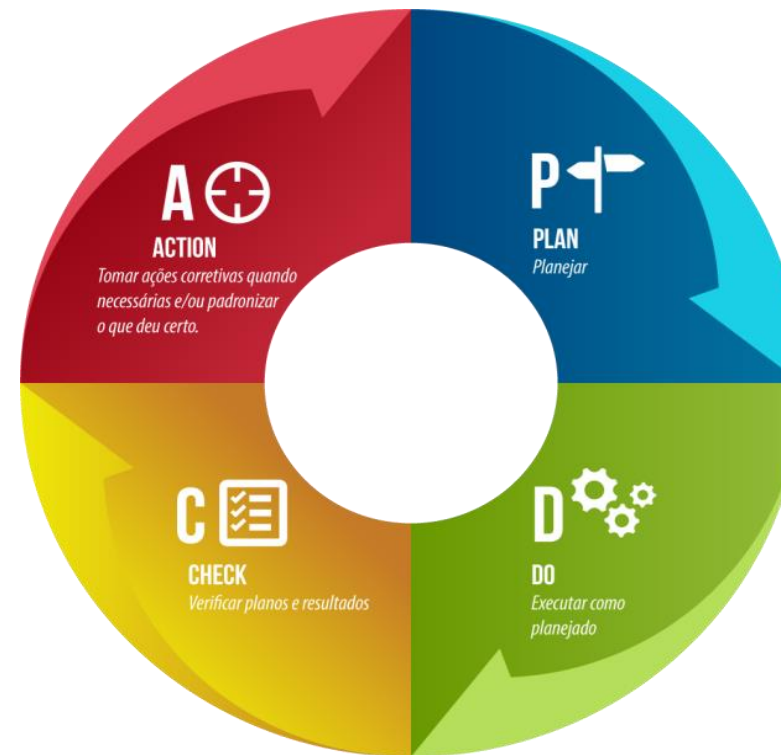 P
PLAN
Planejar
D
DO
Executar como
planejado
C
CHECK
Verificar planos e resultados
A
ACTION
Tomar ações corretivas quando
necessárias e/ou padronizar
o que deu certo.